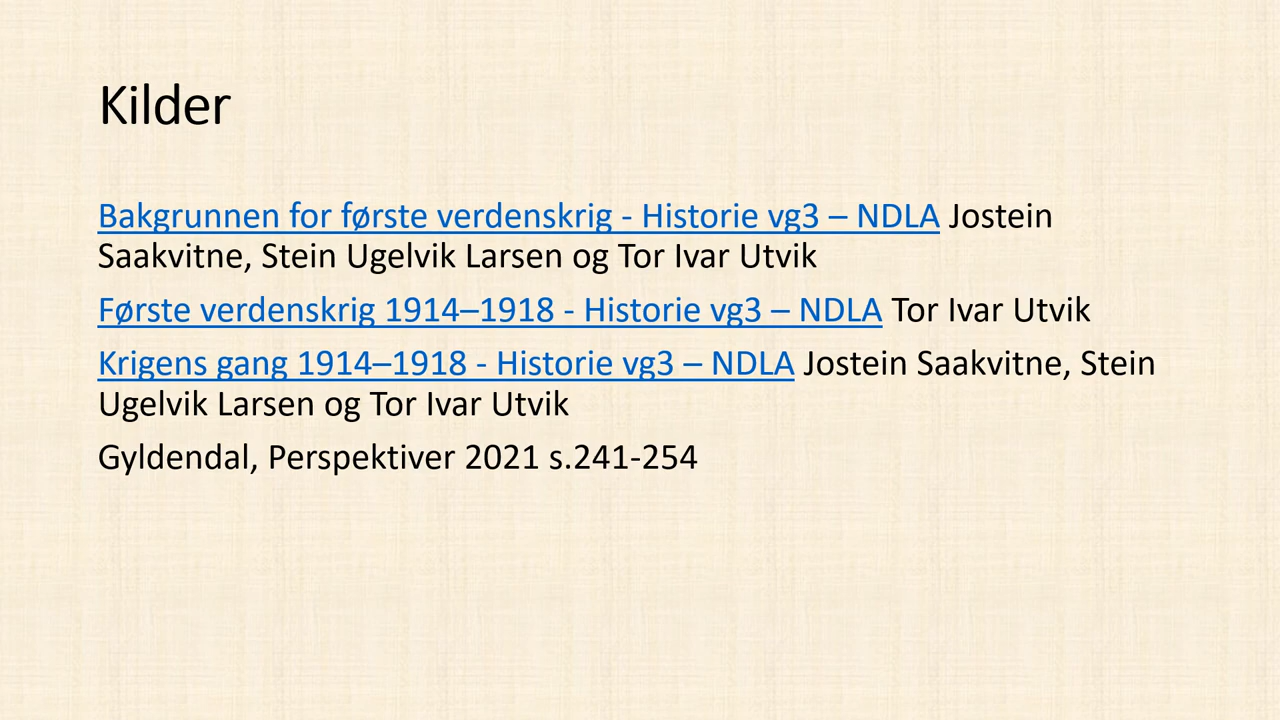 Kilder
Bakgrunnen for første verdenskrig - Historie vg3 – NDLA Jostein
Saakvitne, Stein Ugelvik Larsen og Tor Ivar Utvik
Første verdenskrig 1914–1918 - Historie vg3 – NDLA Tor Ivar Utvik
Krigens gang 1914–1918 - Historie vg3 – NDLA Jostein Saakvitne, Stein
Ugelvik Larsen og Tor Ivar Utvik
Gyldendal, Perspektiver 2021 s.241-254